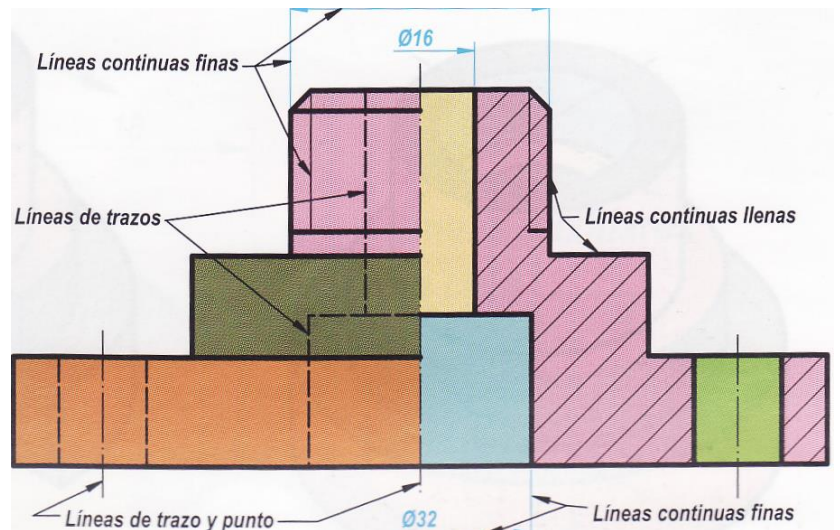 Ø16
Líneas continuas finas
Líneas de trazos
Líneas continuas llenas
Líneas de trazo y punto
Ø32
Líneas continuas finas